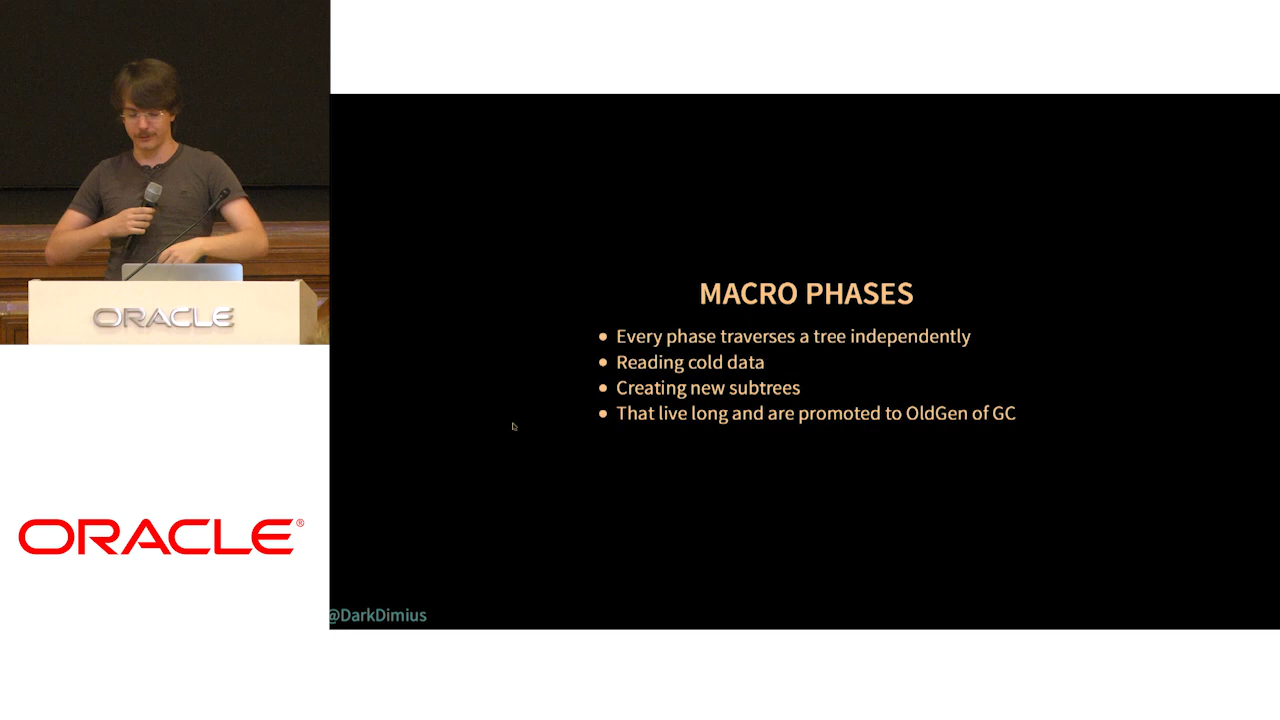 ORACLE
ORACLE®
MACRO PHASES
• Every phase traverses a tree independently
• Reading cold data
• Creating new subtrees
• That live long and are promoted to OldGen of GC
@DarkDimius